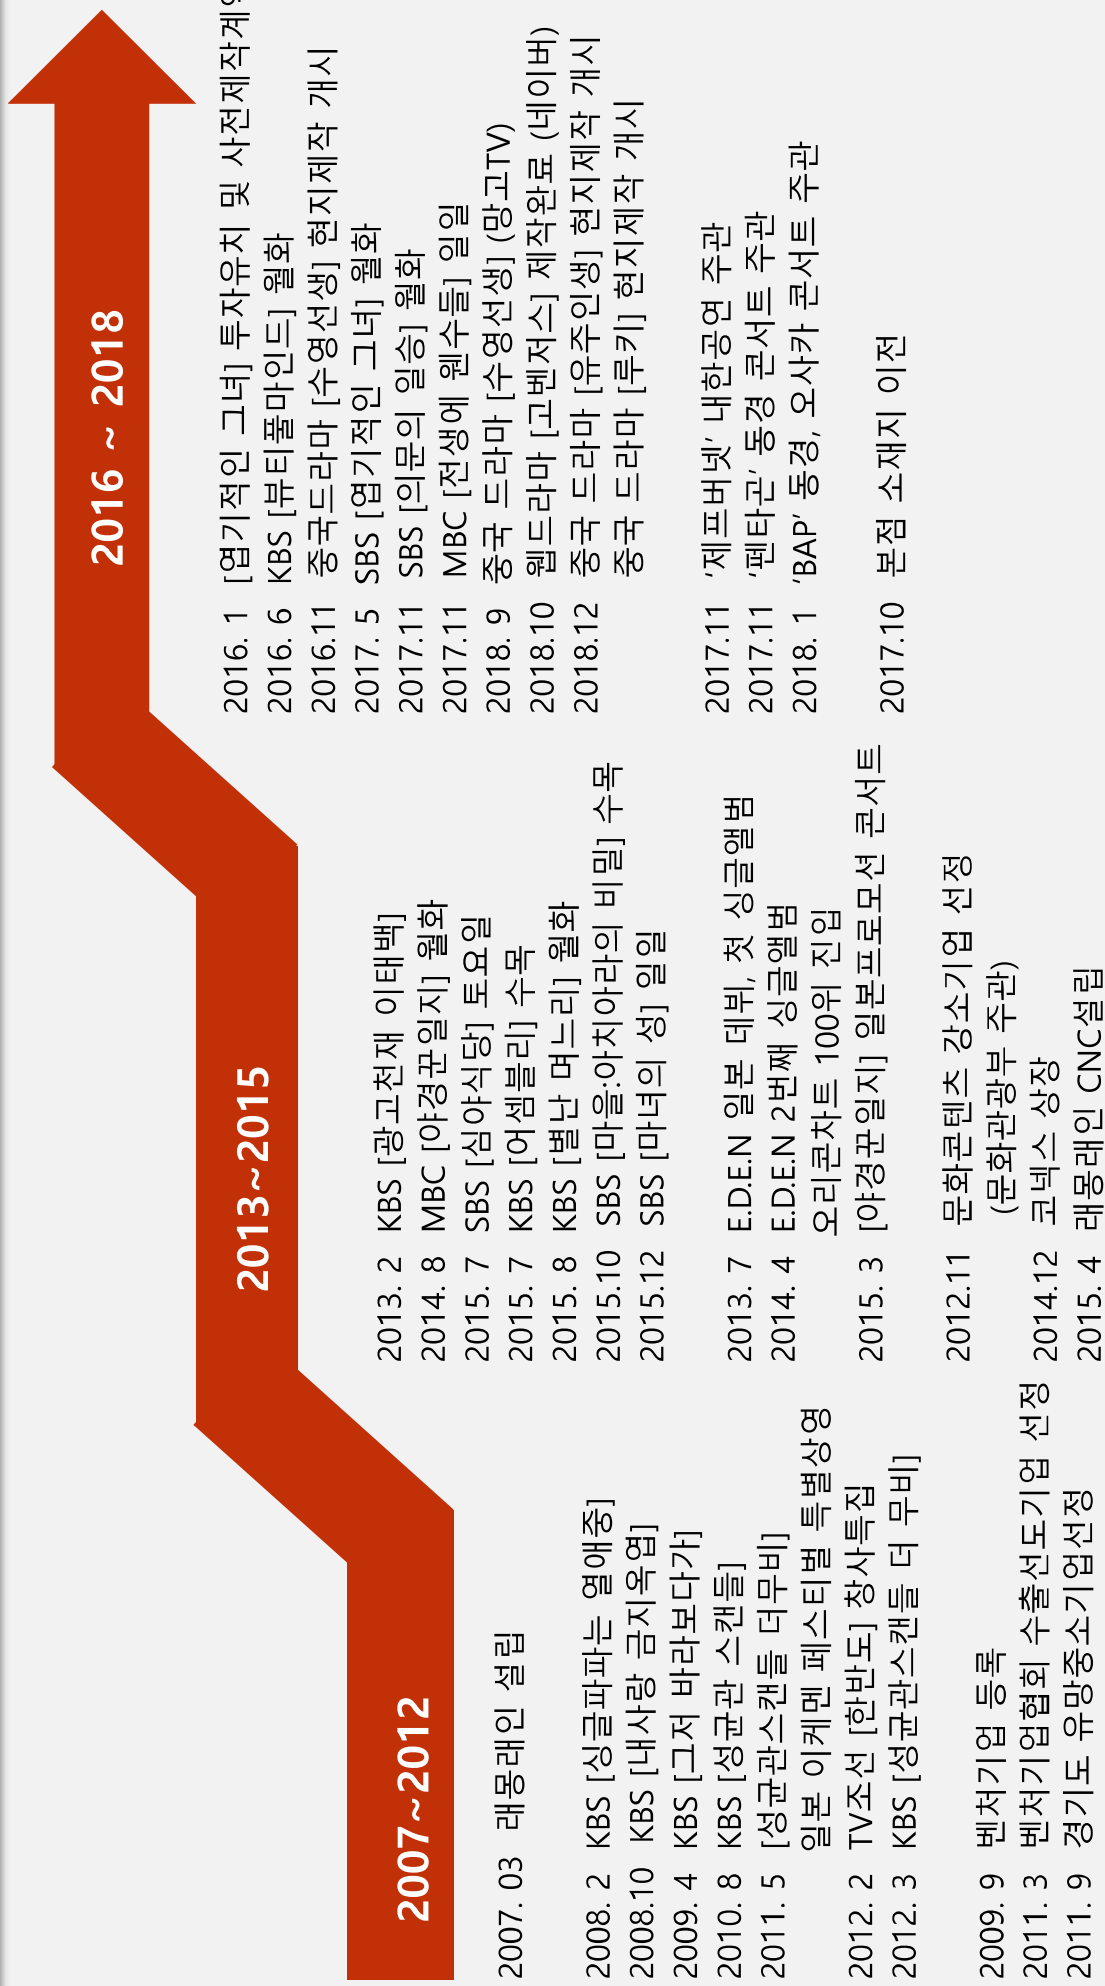 2007~2012
2007. 03 래몽래인 설립
2008. 2 KBS [싱글파파는 열애중]
2008.10 KBS [내사랑 금지옥엽]
2009. 4 KBS [그저 바라보다가]
2010. 8 KBS [성균관 스캔들]
2011. 5 [성균관스캔들 더무비]
일본 이케멘 페스티벌 특별상영
2012. 2 TV조선 [한반도] 창사특집
2012. 3 KBS [성균관스캔들 더 무비]
2009. 9 벤처기업 등록
2011. 3 벤처기업협회 수출선도기업 선정
2011. 9 경기도 유망중소기업선정
2013~2015
2013. 2 KBS [광고천재 이태백]
2014. 8 MBC [야경꾼일지] 월화
2015. 7 SBS [심야식당] 토요일
2015. 7 KBS [어셈블리] 수목
2015. 8 KBS [별난 며느리] 월화
2015.10 SBS [마을:아치아라의 비밀] 수목
2015.12 SBS [마녀의 성] 일일
2013. 7 E.D.E.N 일본 데뷔, 첫 싱글앨범
2014. 4 E.D.E.N 2번째 싱글앨범
오리콘차트 100위 진입
2015. 3 [야경꾼일지] 일본프로모션 콘서트
2012.11 문화콘텐츠 강소기업 선정
(문화관광부 주관)
2014.12 코넥스 상장
2015. 4 래몽래인 CNC설립
2016 ~ 2018
2016. 1 [엽기적인 그녀] 투자유치 및 사전제작계
2016. 6 KBS [뷰티풀마인드] 월화
2016.11 중국드라마 [수영선생] 현지제작 개시
2017. 5 SBS [엽기적인 그녀] 월화
2017.11 SBS [의문의 일승] 월화
2017.11 MBC [전생에 웬수들] 일일
2018. 9 중국 드라마 [수영선생] (망고TV)
2018.10 웹드라마 [고벤저스] 제작완료 (네이버)
2018.12 중국 드라마 [유주인생] 현지제작 개시
중국 드라마 [루키] 현지제작 개시
2017.11 ‘제프버넷’ 내한공연 주관
2017.11 ‘펜타곤’ 동경 콘서트 주관
2018. 1 ‘BAP’ 동경, 오사카 콘서트 주관
2017.10 본점 소재지 이전